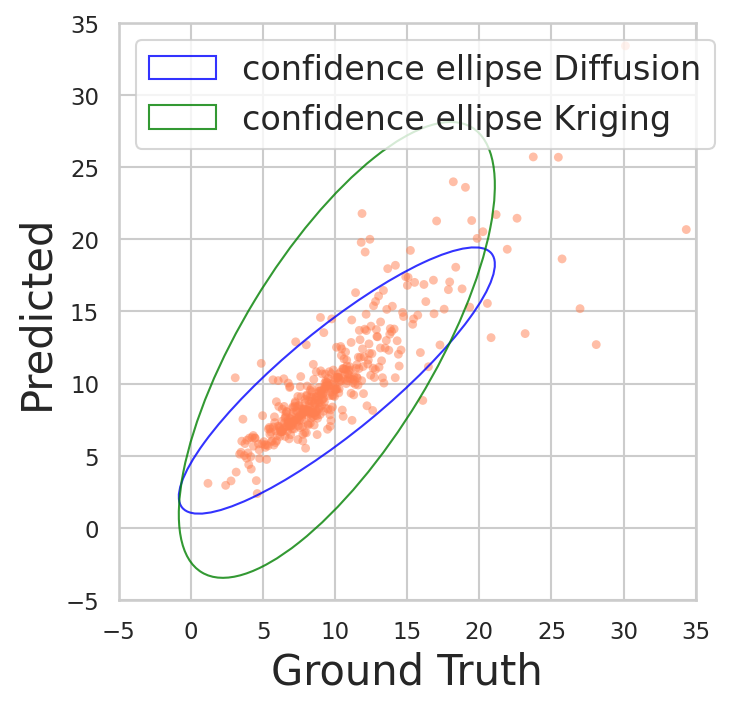 35
30
25
20
15
10
5
0
−5
Predicted
confidence ellipse Diffusion
confidence ellipse Kriging
−5 0 5 10 15 20 25 30 35
Ground Truth